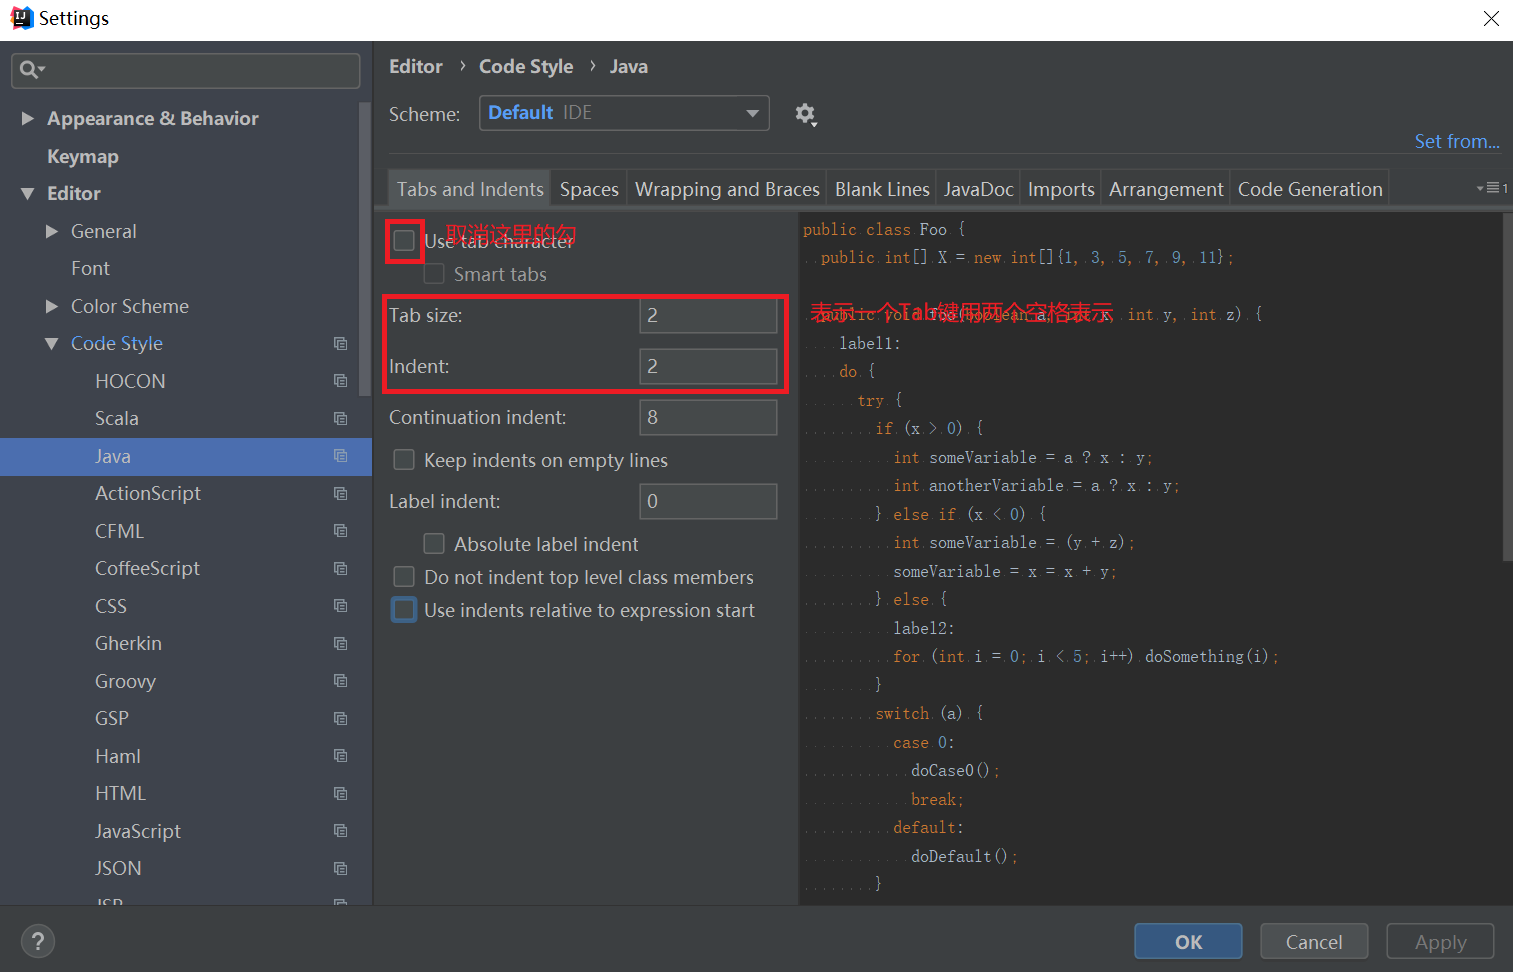 Settings
Editor › Code Style › Java
Scheme: Default IDE
Set from...
Appearance & Behavior
Keymap
Editor
General
Font
Color Scheme
Code Style
HOCON
Scala
Java
ActionScript
CFML
CoffeeScript
CSS
Gherkin
Groovy
GSP
Haml
HTML
JavaScript
JSON
JSP
Tabs and Indents Spaces Wrapping and Braces Blank Lines JavaDoc Imports Arrangement Code Generation 1
Use tab character
取消这里的勾
Smart tabs
Tab size: 2
Indent: 2
Continuation indent: 8
Keep indents on empty lines
Label indent: 0
Absolute label indent
Do not indent top level class members
Use indents relative to expression start
public class Foo {
public int[] X = new int[]{1, 3, 5, 7, 9, 11};
表示一个Tab键用两个空格表示
public void foo(boolean a, int x, int y, int z) {
label1:
do {
try {
if (x > 0) {
int someVariable = a ? x : y;
int anotherVariable = a ? x : y;
} else if (x < 0) {
int someVariable = (y + z);
someVariable = x = x + y;
} else {
label2:
for (int i = 0; i < 5; i++) doSomething(i);
}
switch (a) {
case 0:
doCase0();
break;
default:
doDefault();
}
?
OK Cancel Apply